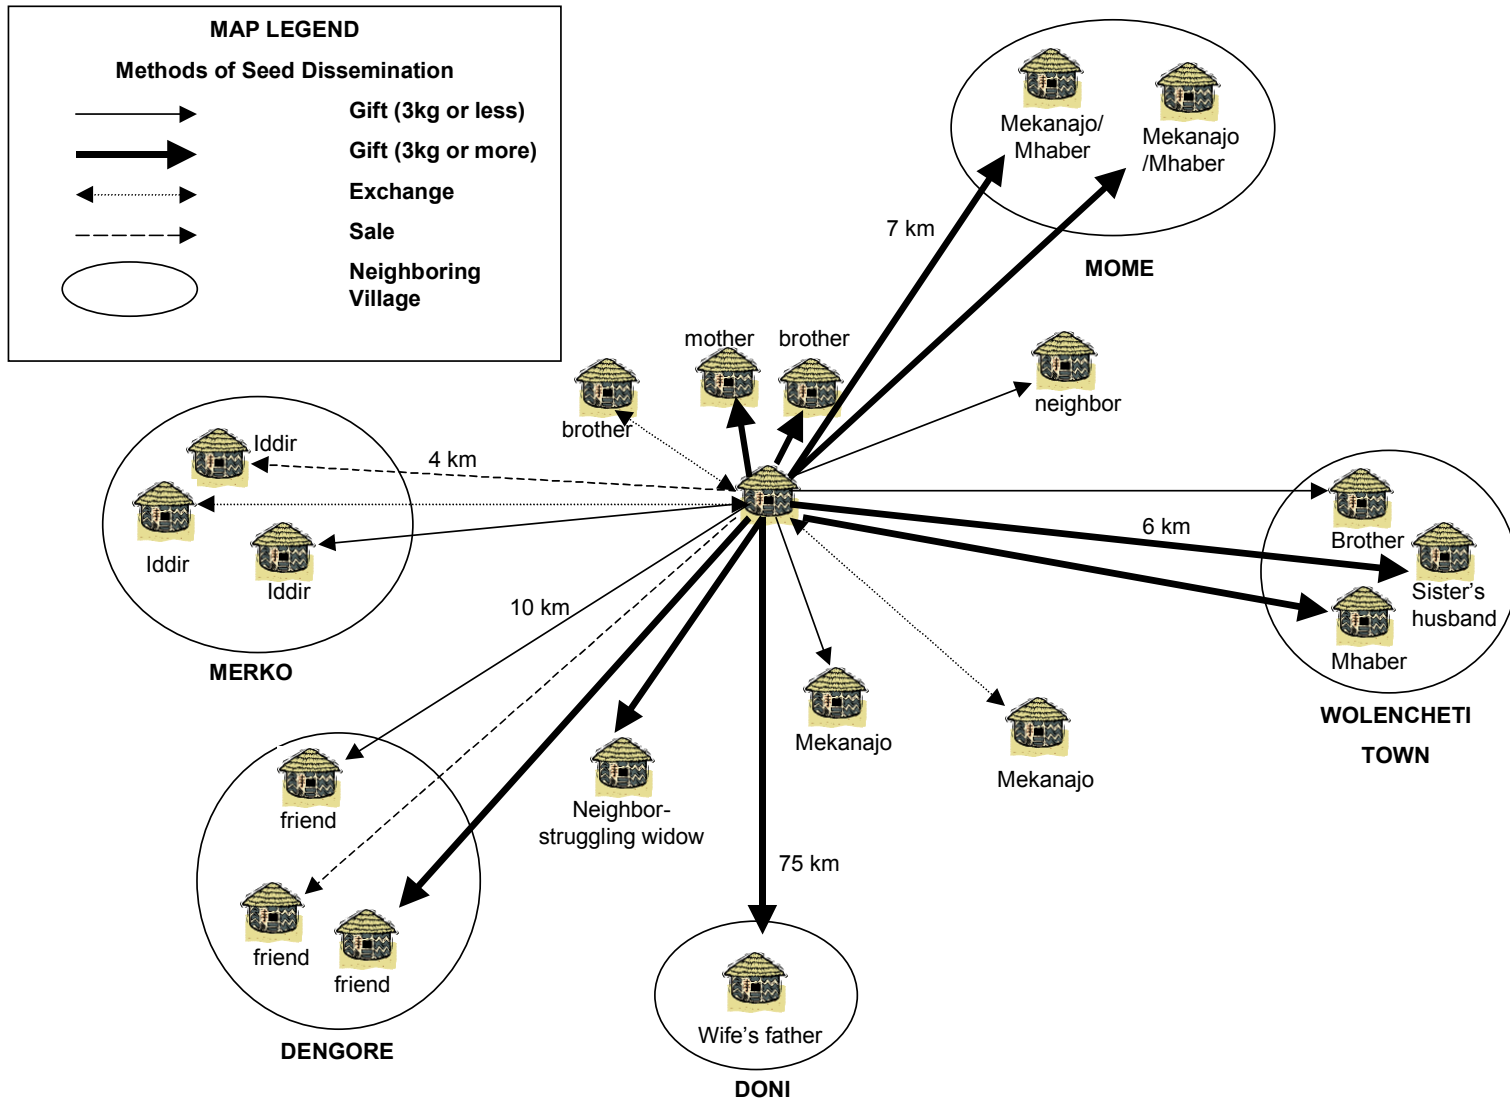 MAP LEGEND
Methods of Seed Dissemination
Gift (3kg or less)
Gift (3kg or more)
Exchange
Sale
Neighboring
Village
Mekanajo/
Mhaber
Mekanajo
/Mhaber
7 km
MOME
mother
brother
brother
neighbor
Iddir
4 km
Iddir
Iddir
MERKO
6 km
Brother
Sister's
husband
Mhaber
WOLENCHETI
TOWN
10 km
Mekanajo
Mekanajo
friend
Neighbor-
struggling widow
75 km
friend
friend
DENGORE
Wife's father
DONI